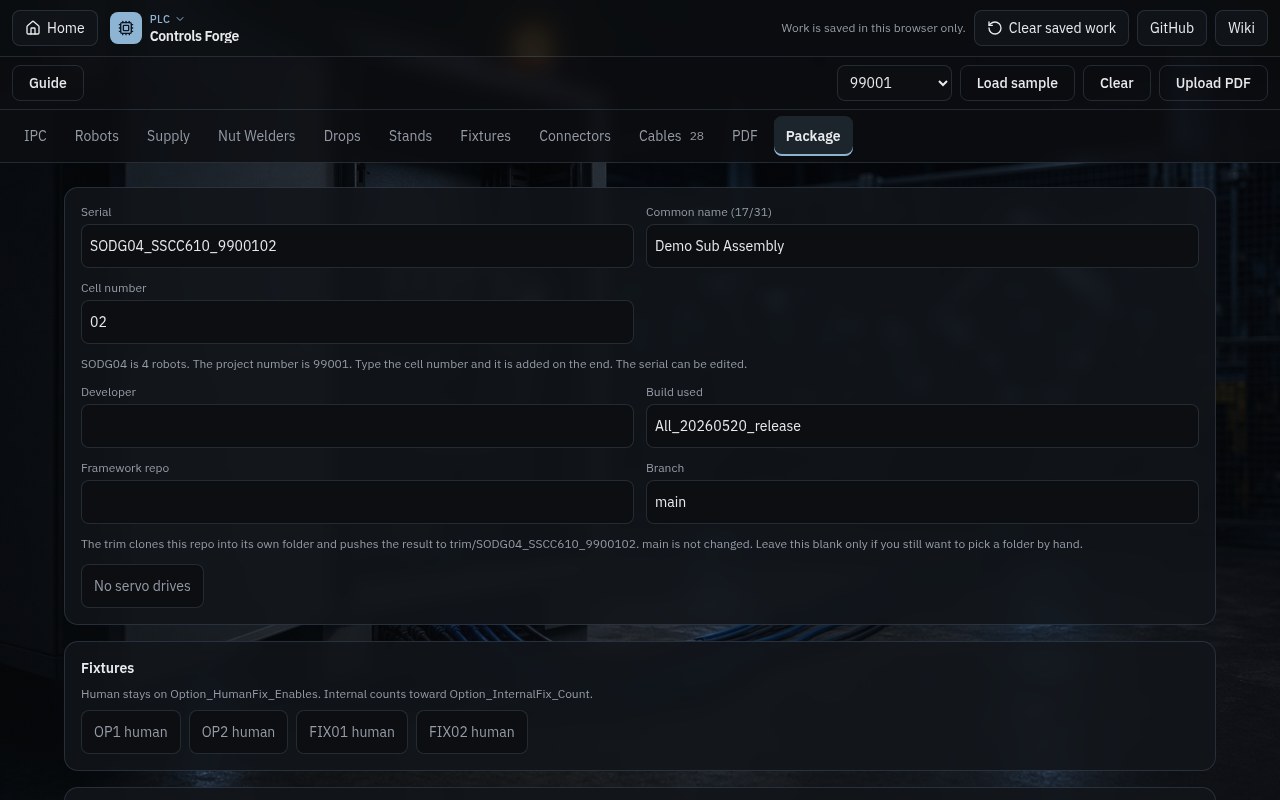 Home
PLC
Controls Forge
Work is saved in this browser only.
Clear saved work
GitHub
Wiki
Guide
99001
Load sample
Clear
Upload PDF
IPC
Robots
Supply
Nut Welders
Drops
Stands
Fixtures
Connectors
Cables 28
PDF
Package
Serial
Common name (17/31)
SODG04_SSCC610_9900102
Demo Sub Assembly
Cell number
02
SODG04 is 4 robots. The project number is 99001. Type the cell number and it is added on the end. The serial can be edited.
Developer
Build used
All_20260520_release
Framework repo
Branch
main
The trim clones this repo into its own folder and pushes the result to trim/SODG04_SSCC610_9900102. main is not changed. Leave this blank only if you still want to pick a folder by hand.
No servo drives
Fixtures
Human stays on Option_HumanFix_Enables. Internal counts toward Option_InternalFix_Count.
OP1 human
OP2 human
FIX01 human
FIX02 human